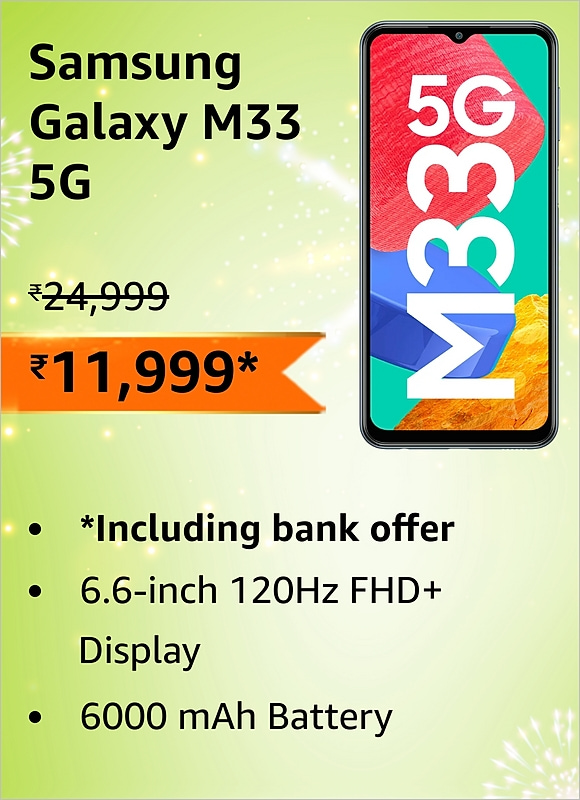 Samsung
Galaxy M33
5G
₹24,999
₹11,999*
5G
M33
• *Including bank offer
• 6.6-inch 120Hz FHD+
Display
• 6000 mAh Battery